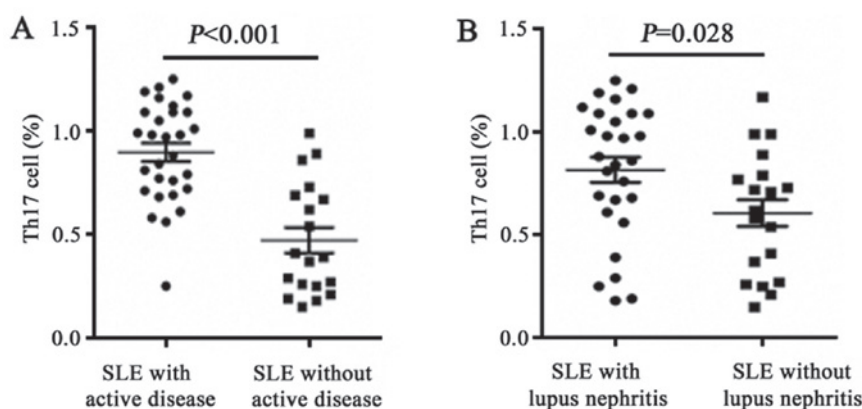 A
P<0.001
Th17 cell (%)
1.5
1.0
0.5
0.0
SLE with
active disease
SLE without
active disease
B
P=0.028
Th17 cell (%)
1.5
1.0
0.5
0.0
SLE with
lupus nephritis
SLE without
lupus nephritis